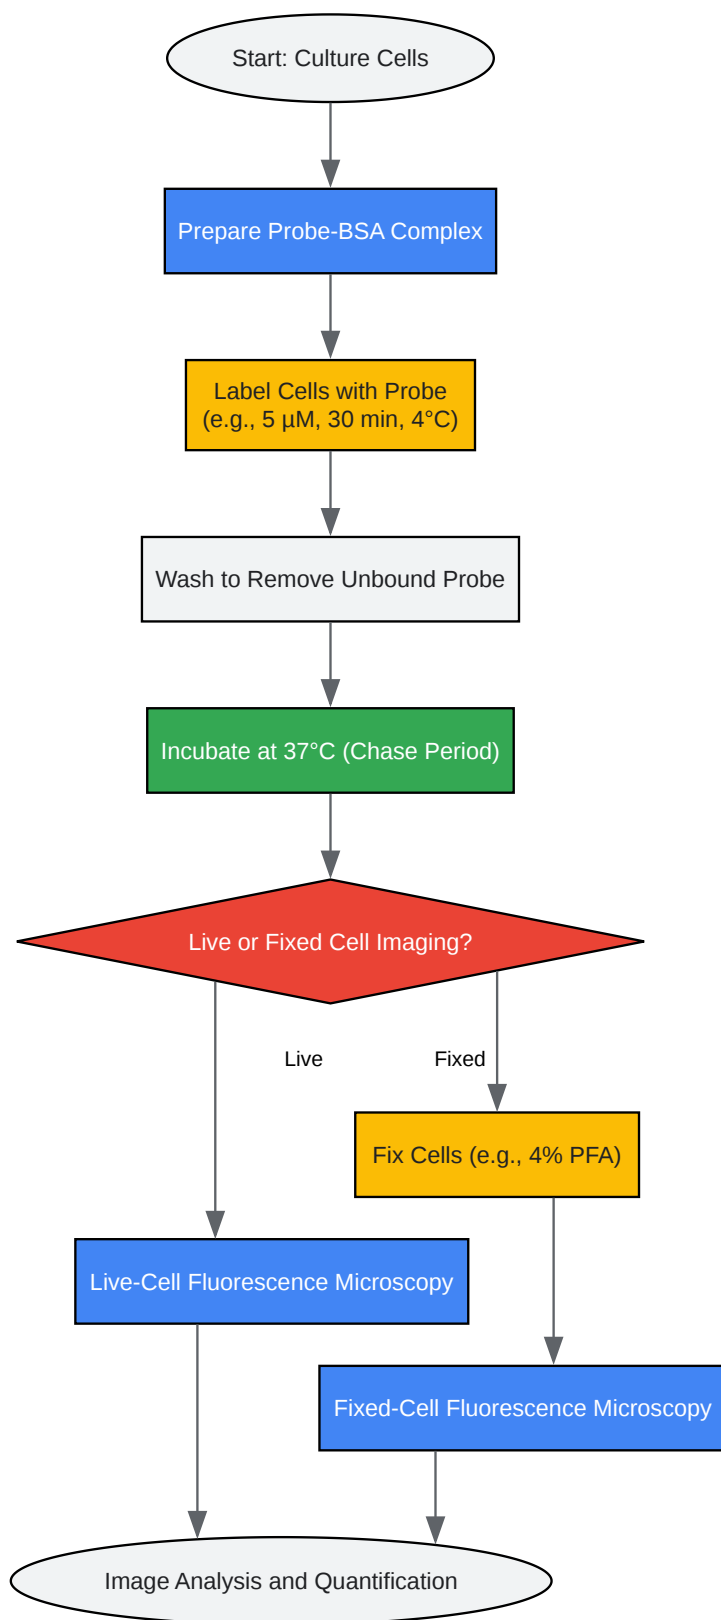 Start: Culture Cells
Prepare Probe-BSA Complex
Label Cells with Probe
(e.g., 5 µM, 30 min, 4°C)
Wash to Remove Unbound Probe
Incubate at 37°C (Chase Period)
Live or Fixed Cell Imaging?
Live
Fixed
Fix Cells (e.g., 4% PFA)
Live-Cell Fluorescence Microscopy
Fixed-Cell Fluorescence Microscopy
Image Analysis and Quantification